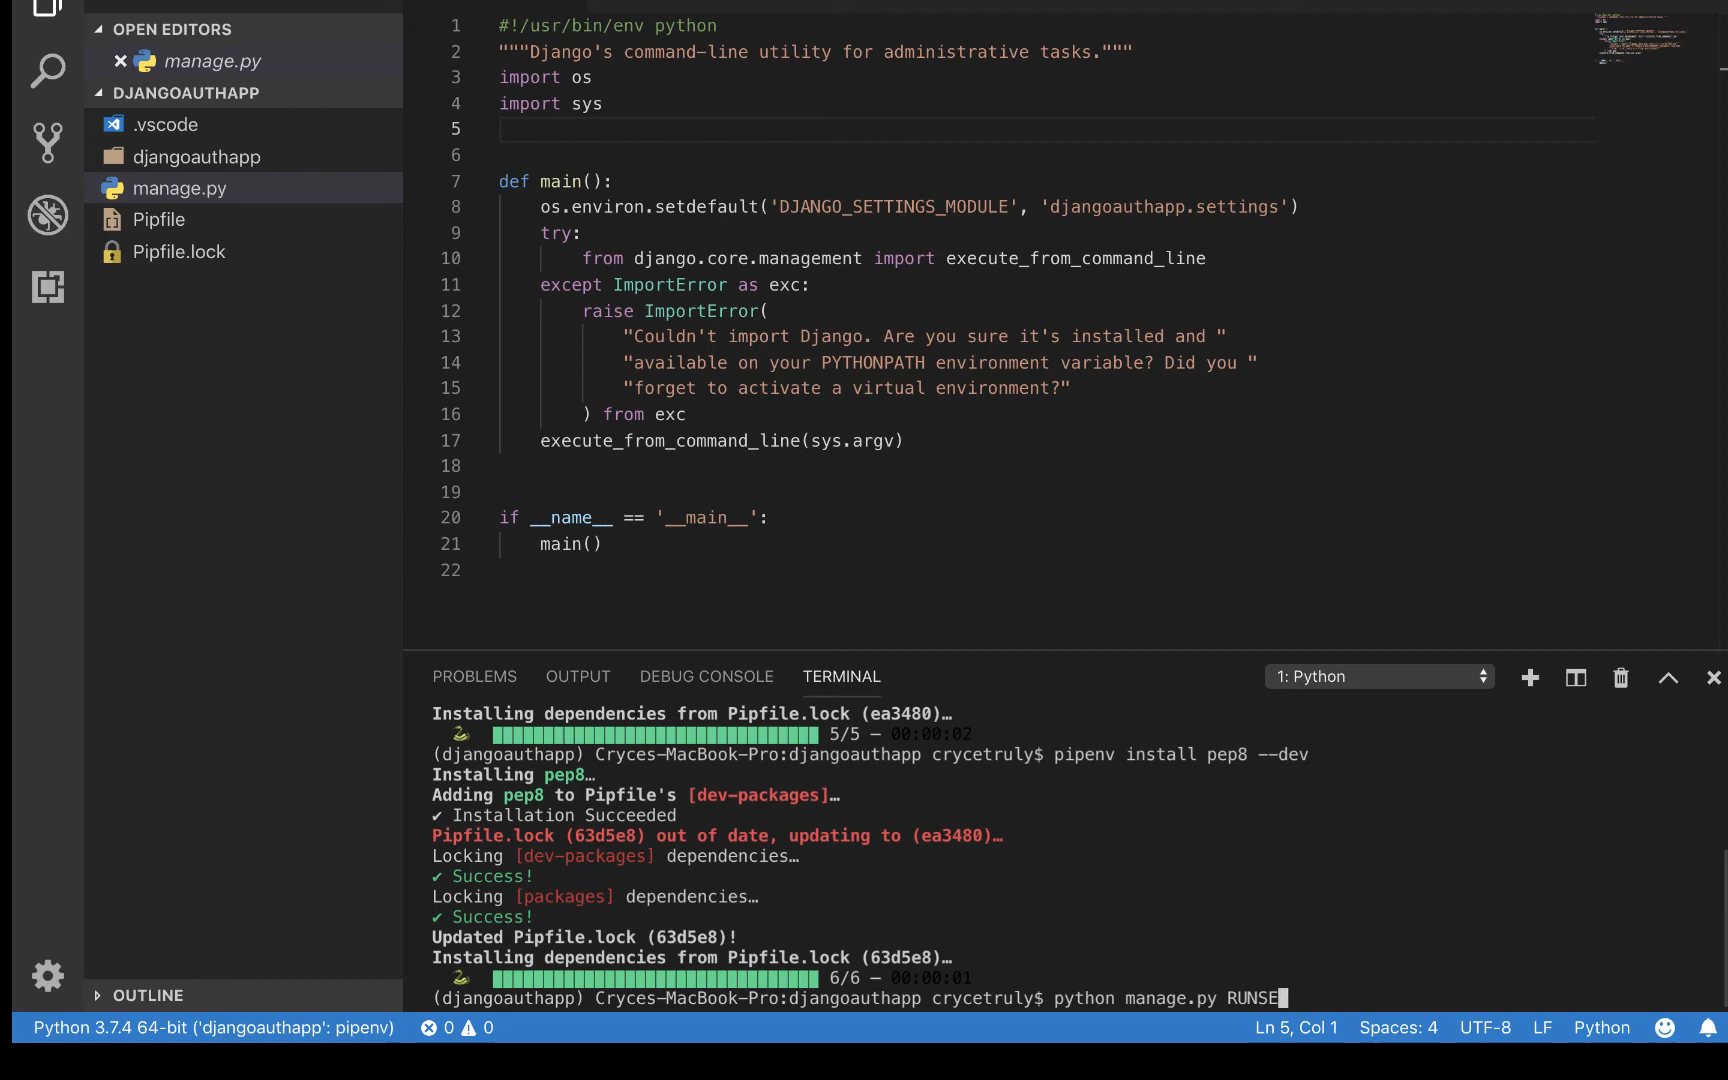 OPEN EDITORS
manage.py
DJANGOAUTHAPP
.vscode
djangoauthapp
manage.py
Pipfile
Pipfile.lock
OUTLINE
1 #!/usr/bin/env python
2 """Django's command-line utility for administrative tasks."""
3 import os
4 import sys
5
6
7 def main():
8 os.environ.setdefault('DJANGO_SETTINGS_MODULE', 'djangoauthapp.settings')
9 try:
10 from django.core.management import execute_from_command_line
11 except ImportError as exc:
12 raise ImportError(
13 "Couldn't import Django. Are you sure it's installed and "
14 "available on your PYTHONPATH environment variable? Did you "
15 "forget to activate a virtual environment?"
16 ) from exc
17 execute_from_command_line(sys.argv)
18
19
20 if __name__ == '__main__':
21 main()
22
PROBLEMS OUTPUT DEBUG CONSOLE TERMINAL 1: Python
Installing dependencies from Pipfile.lock (ea3480)…
5/5 — 00:00:02
(djangoauthapp) Cryces-MacBook-Pro:djangoauthapp crycetruly$ pipenv install pep8 --dev
Installing pep8…
Adding pep8 to Pipfile's [dev-packages]…
✔ Installation Succeeded
Pipfile.lock (63d5e8) out of date, updating to (ea3480)…
Locking [dev-packages] dependencies…
✔ Success!
Locking [packages] dependencies…
✔ Success!
Updated Pipfile.lock (63d5e8)!
Installing dependencies from Pipfile.lock (63d5e8)…
6/6 — 00:00:01
(djangoauthapp) Cryces-MacBook-Pro:djangoauthapp crycetruly$ python manage.py RUNSE
Python 3.7.4 64-bit ('djangoauthapp': pipenv) 0 0 Ln 5, Col 1 Spaces: 4 UTF-8 LF Python